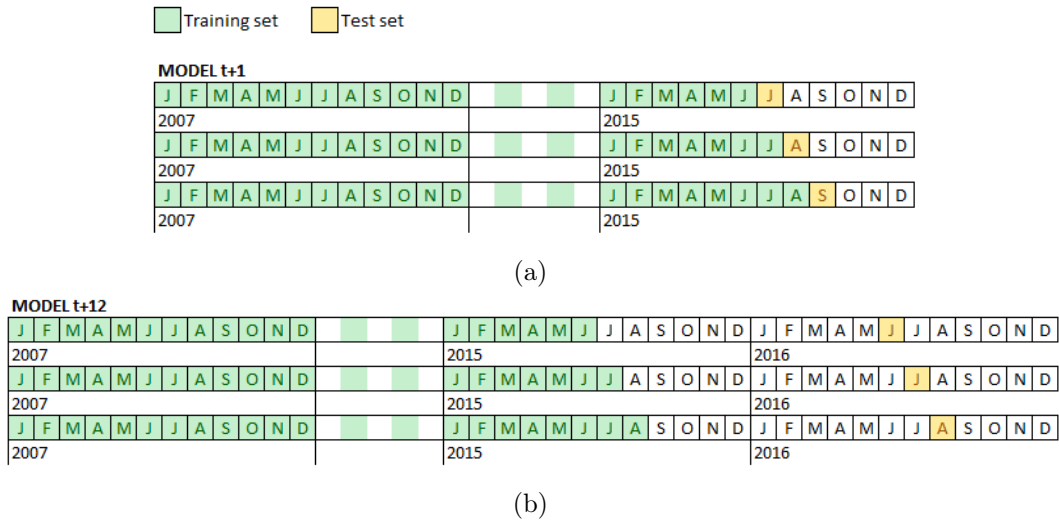 Training set Test set
MODEL t+1
J F M A M J J A S O N D J F M A M J J A S O N D
2007 2015
J F M A M J J A S O N D J F M A M J J A S O N D
2007 2015
J F M A M J J A S O N D J F M A M J J A S O N D
2007 2015
(a)
MODEL t+12
J F M A M J J A S O N D J F M A M J J A S O N D J F M A M J J A S O N D
2007 2015 2016
J F M A M J J A S O N D J F M A M J J A S O N D J F M A M J J A S O N D
2007 2015 2016
J F M A M J J A S O N D J F M A M J J A S O N D J F M A M J J A S O N D
2007 2015 2016
(b)